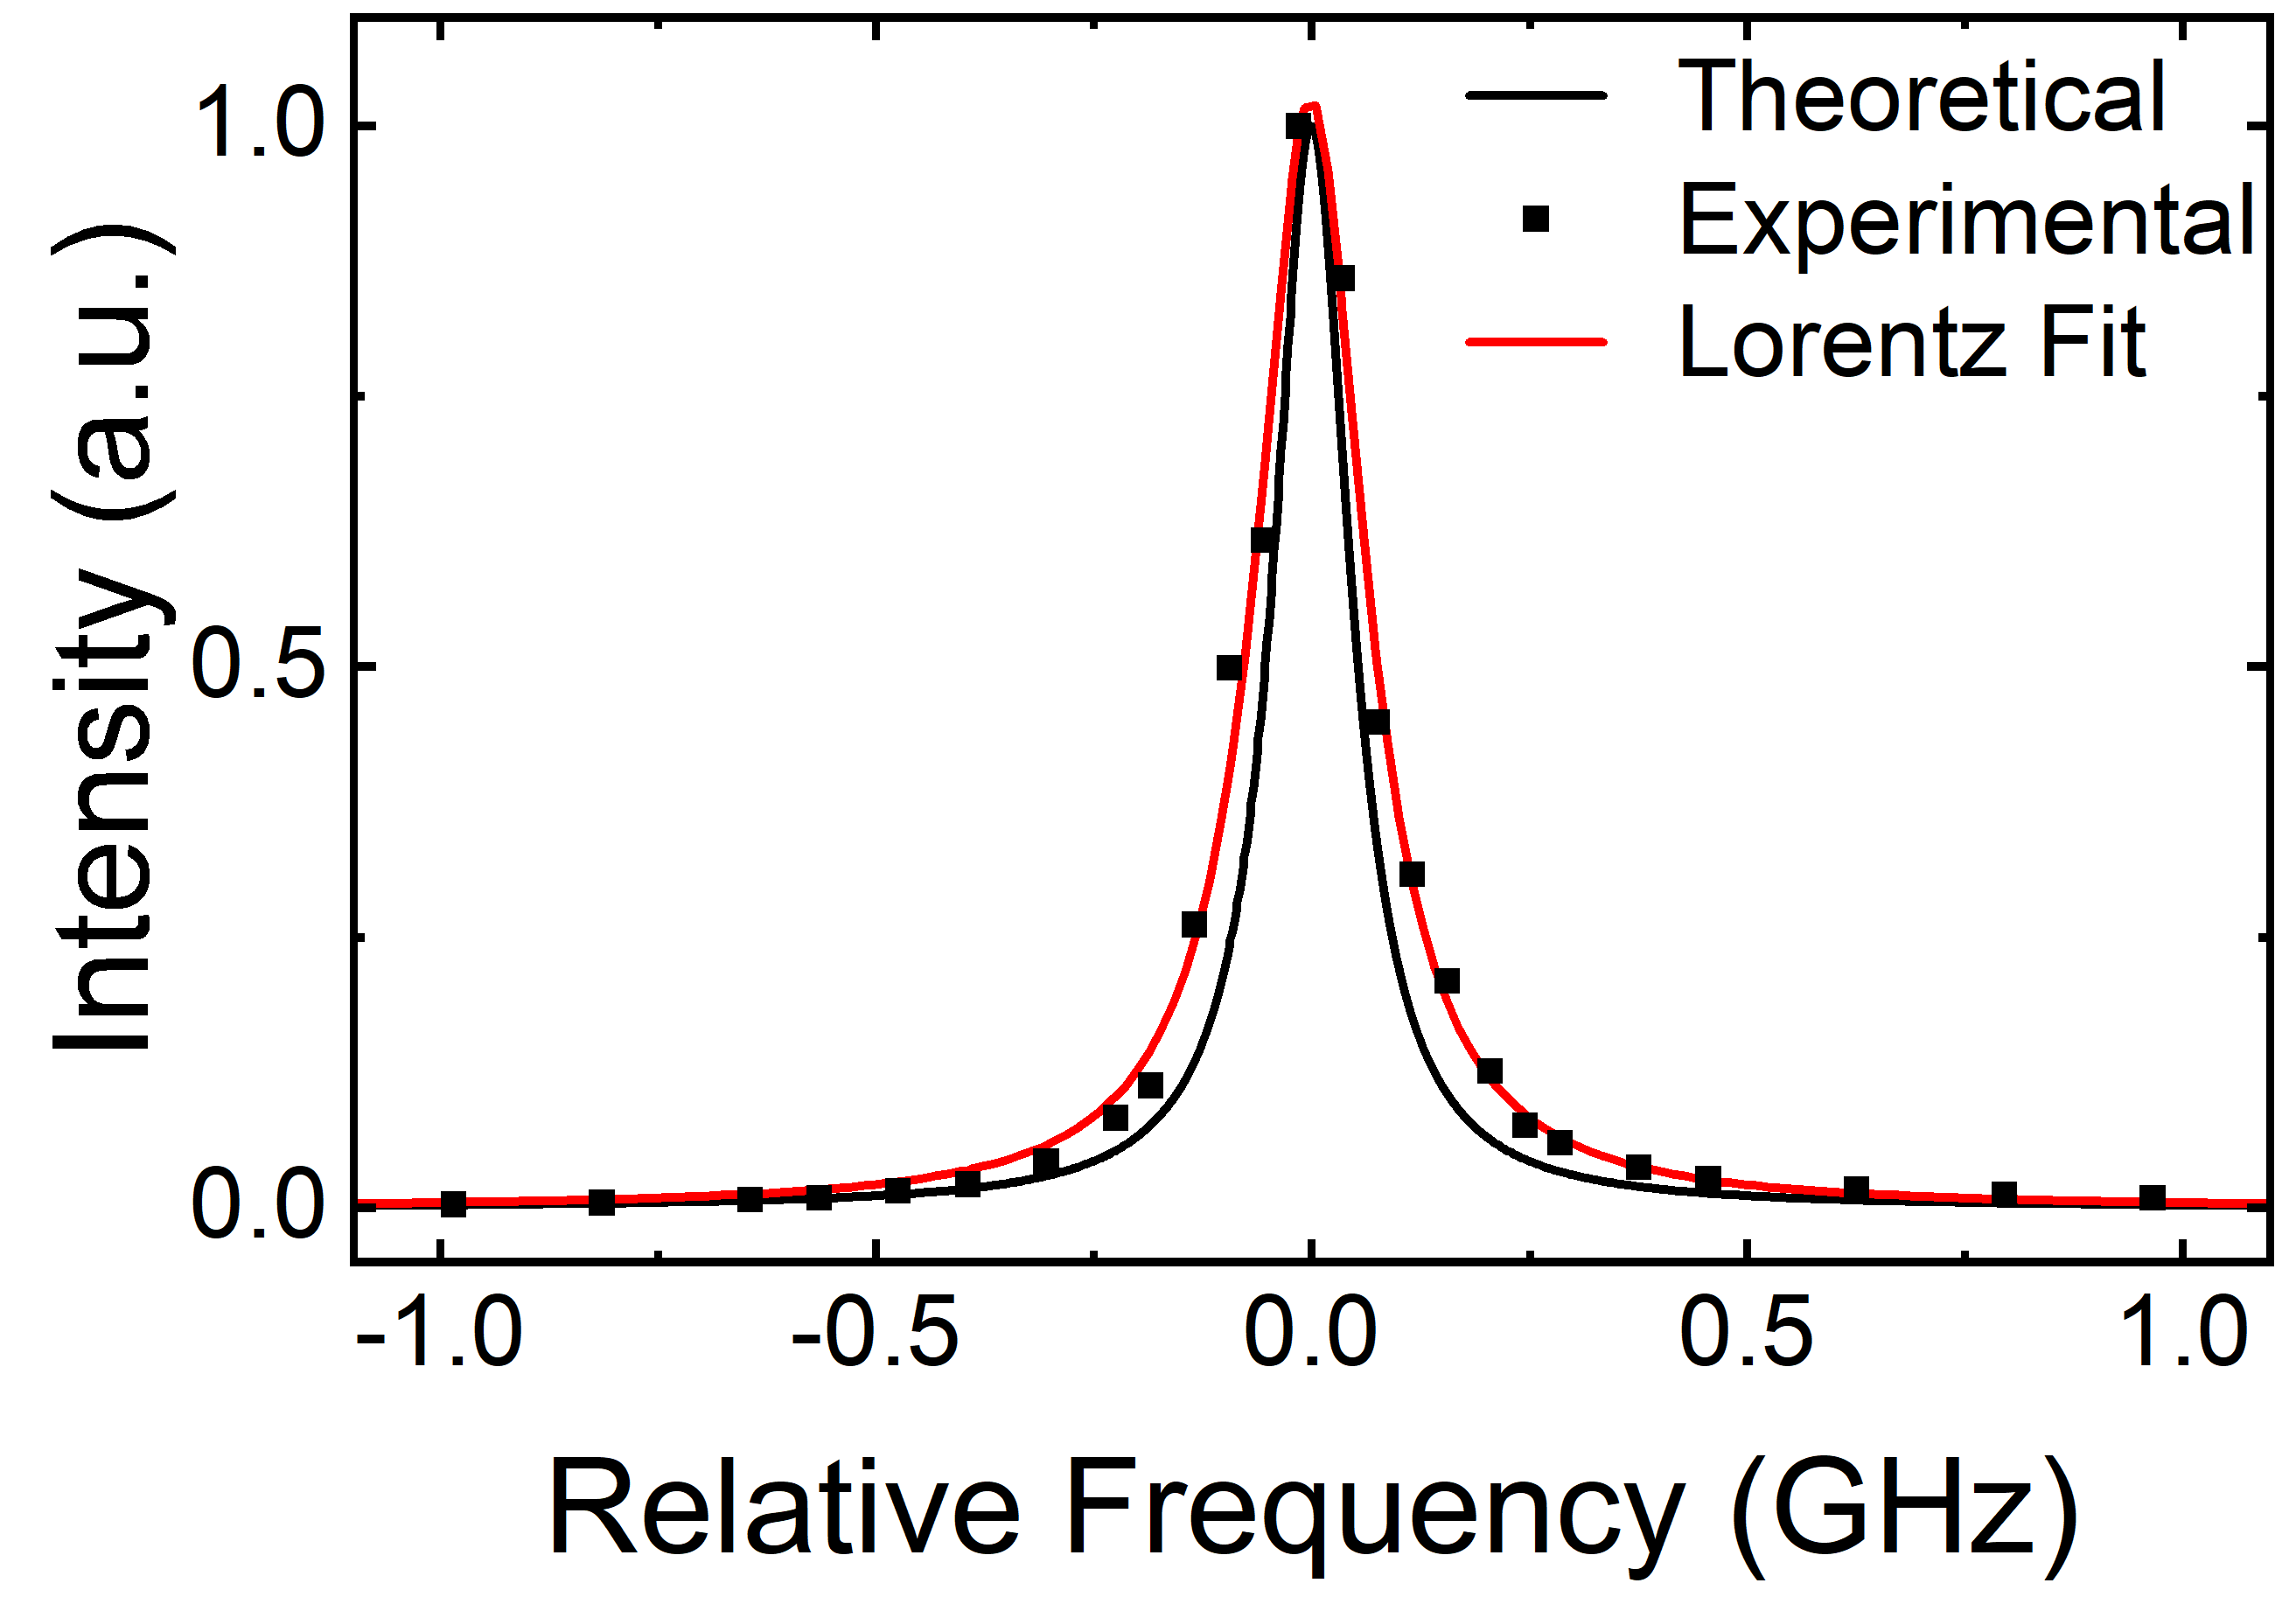 Theoretical
Experimental
Lorentz Fit
1.0
0.5
0.0
Intensity (a.u.)
-1.0 -0.5 0.0 0.5 1.0
Relative Frequency (GHz)